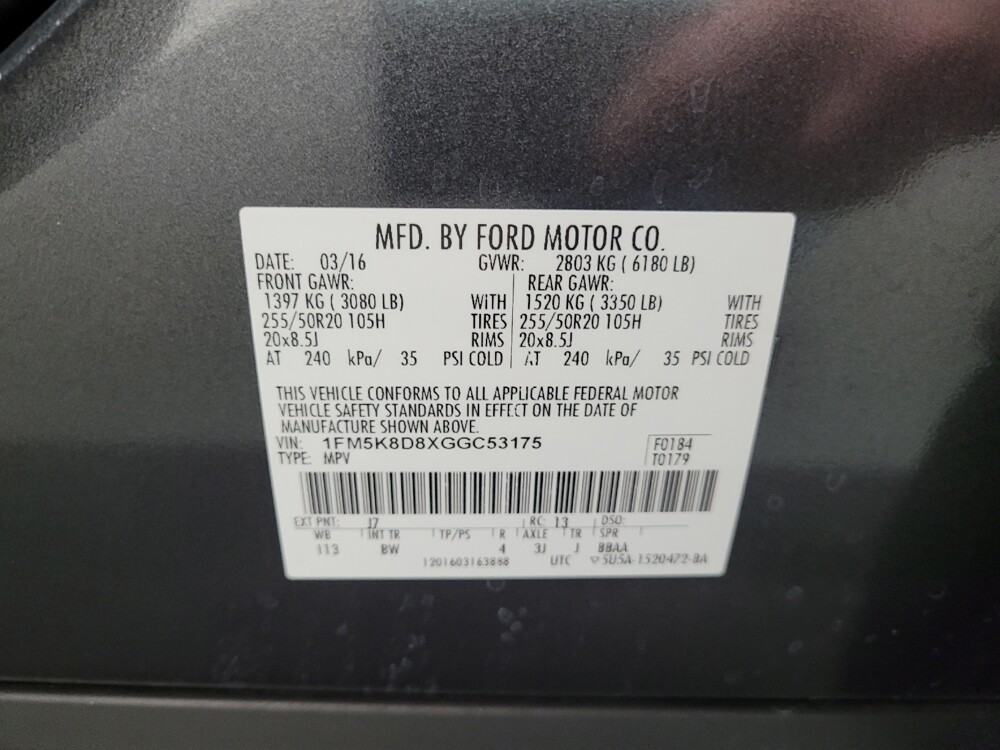 MFD. BY FORD MOTOR CO.
DATE: 03/16 GVWR: 2803 KG ( 6180 LB)
FRONT GAWR: REAR GAWR:
1397 KG ( 3080 LB) WITH 1520 KG ( 3350 LB) WITH
255/50R20 105H TIRES 255/50R20 105H TIRES
20x8.5J RIMS 20x8.5J RIMS
AT 240 kPa/ 35 PSI COLD AT 240 kPa/ 35 PSI COLD
THIS VEHICLE CONFORMS TO ALL APPLICABLE FEDERAL MOTOR
VEHICLE SAFETY STANDARDS IN EFFECT ON THE DATE OF
MANUFACTURE SHOWN ABOVE.
VIN: 1FM5K8D8XGGC53175 F0184
TYPE: MPV T0179
EXT PNT: J7 RC: 13 DSO:
WB INT TR TP/PS R AXLE TR SPR
113 BW 4 3J J BBAA
1201603163888 UTC ▽5U5A-1520472-BA